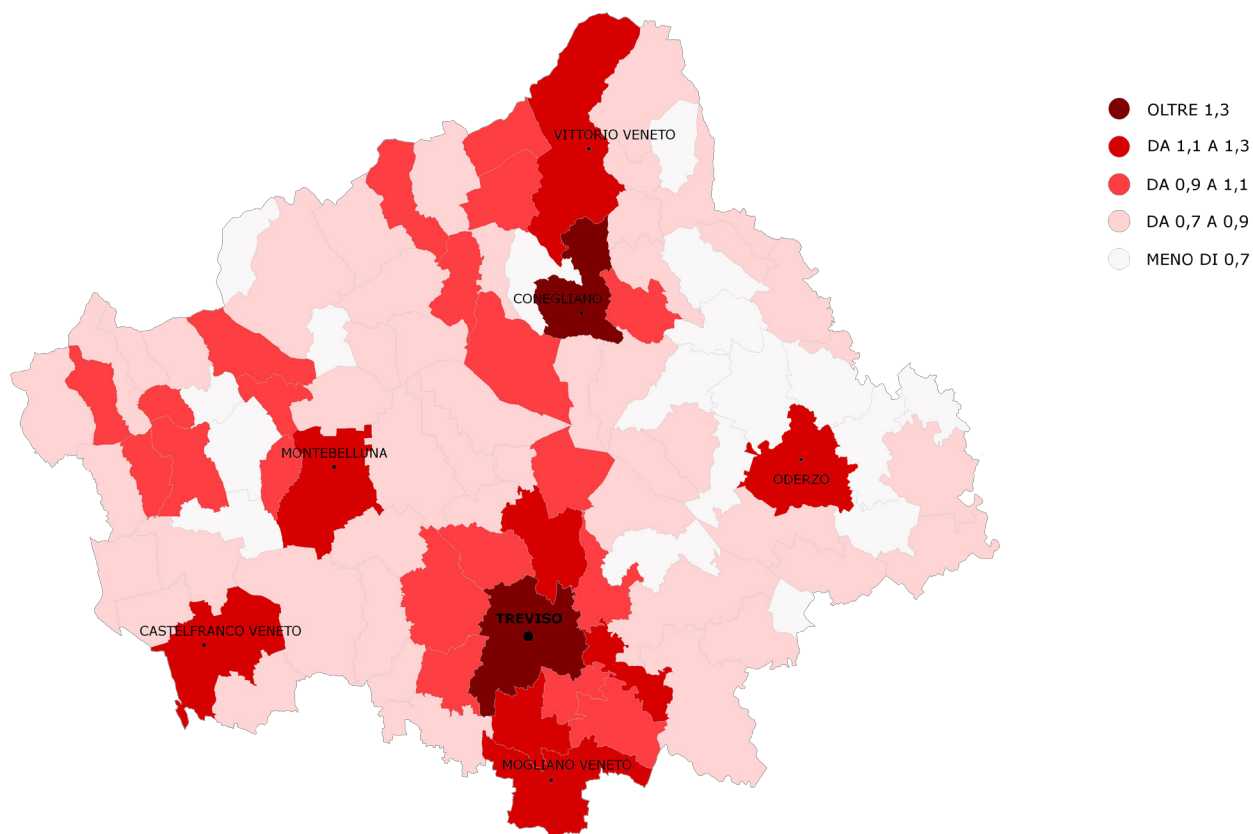 VITTORIO VENETO
CONEGLIANO
MONTEBELLUNA
ODERZO
TREVISO
CASTELFRANCO VENETO
MOGLIANO VENETO
OLTRE 1,3
DA 1,1 A 1,3
DA 0,9 A 1,1
DA 0,7 A 0,9
MENO DI 0,7